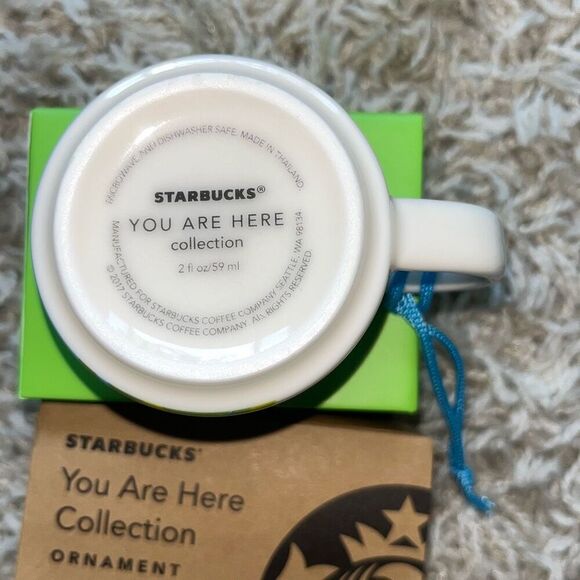 MICROWAVE AND DISHWASHER SAFE. MADE IN THAILAND.
STARBUCKS®
YOU ARE HERE
collection
2 fl oz/59 ml
MANUFACTURED FOR STARBUCKS COFFEE COMPANY SEATTLE, WA 98134
© 2017 STARBUCKS COFFEE COMPANY. ALL RIGHTS RESERVED
STARBUCKS®
You Are Here
Collection
ORNAMENT